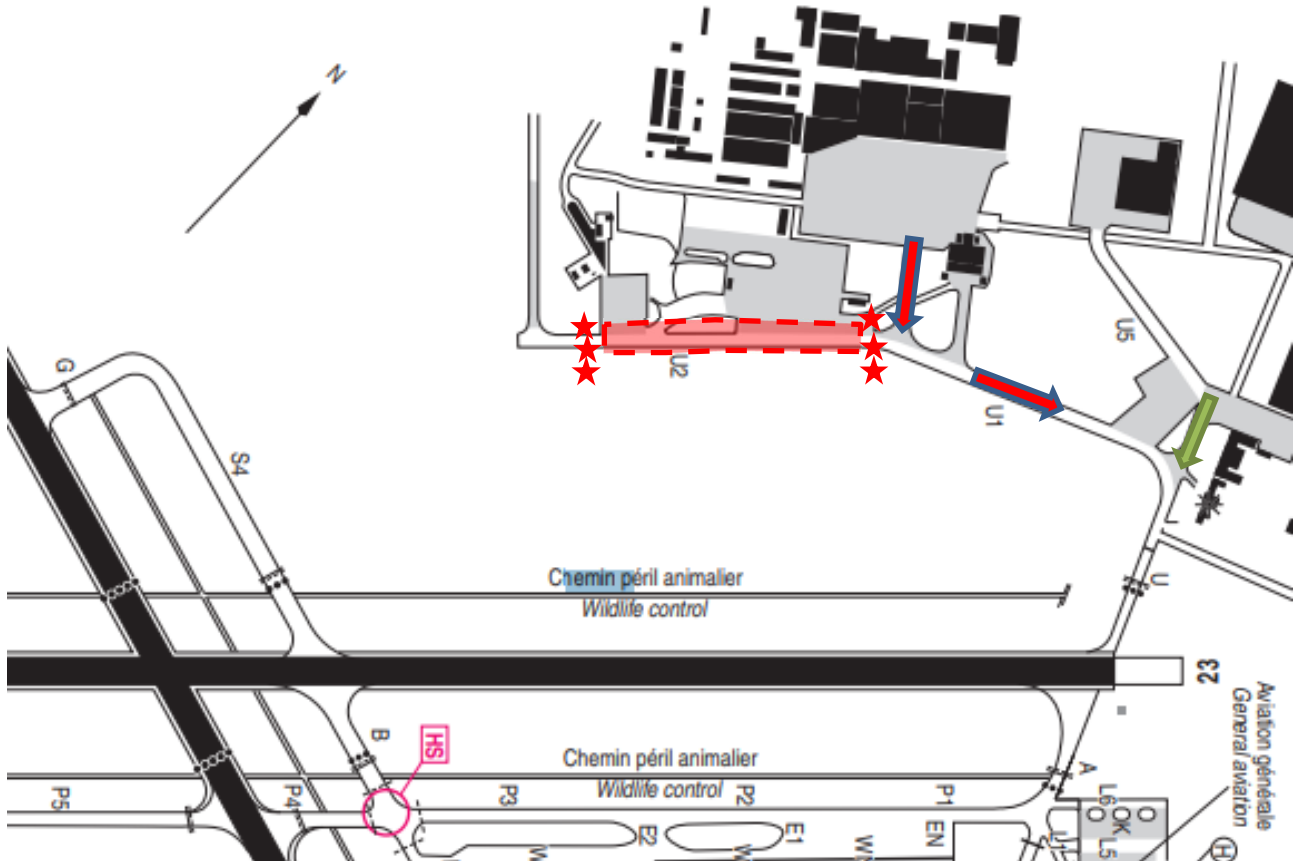 N
U5
U2
U1
G
S4
Chemin péril animalier
Wildlife control
U
23
Aviation générale
General aviation
HS
B
Chemin péril animalier
Wildlife control
A
P5
P4
P3
P2
P1
L6
OK
L5
E2
E1
EN
W
W
H